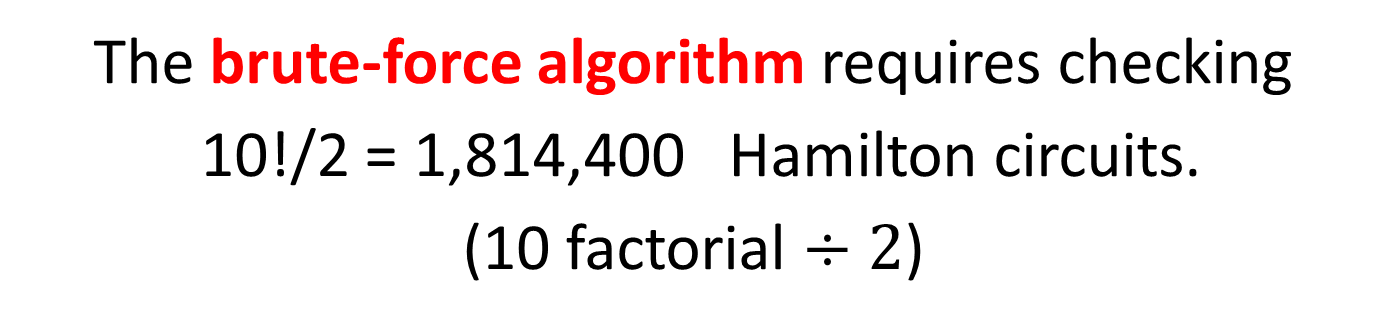 The brute-force algorithm requires checking
10!/2 = 1,814,400 Hamilton circuits.
(10 factorial ÷ 2)